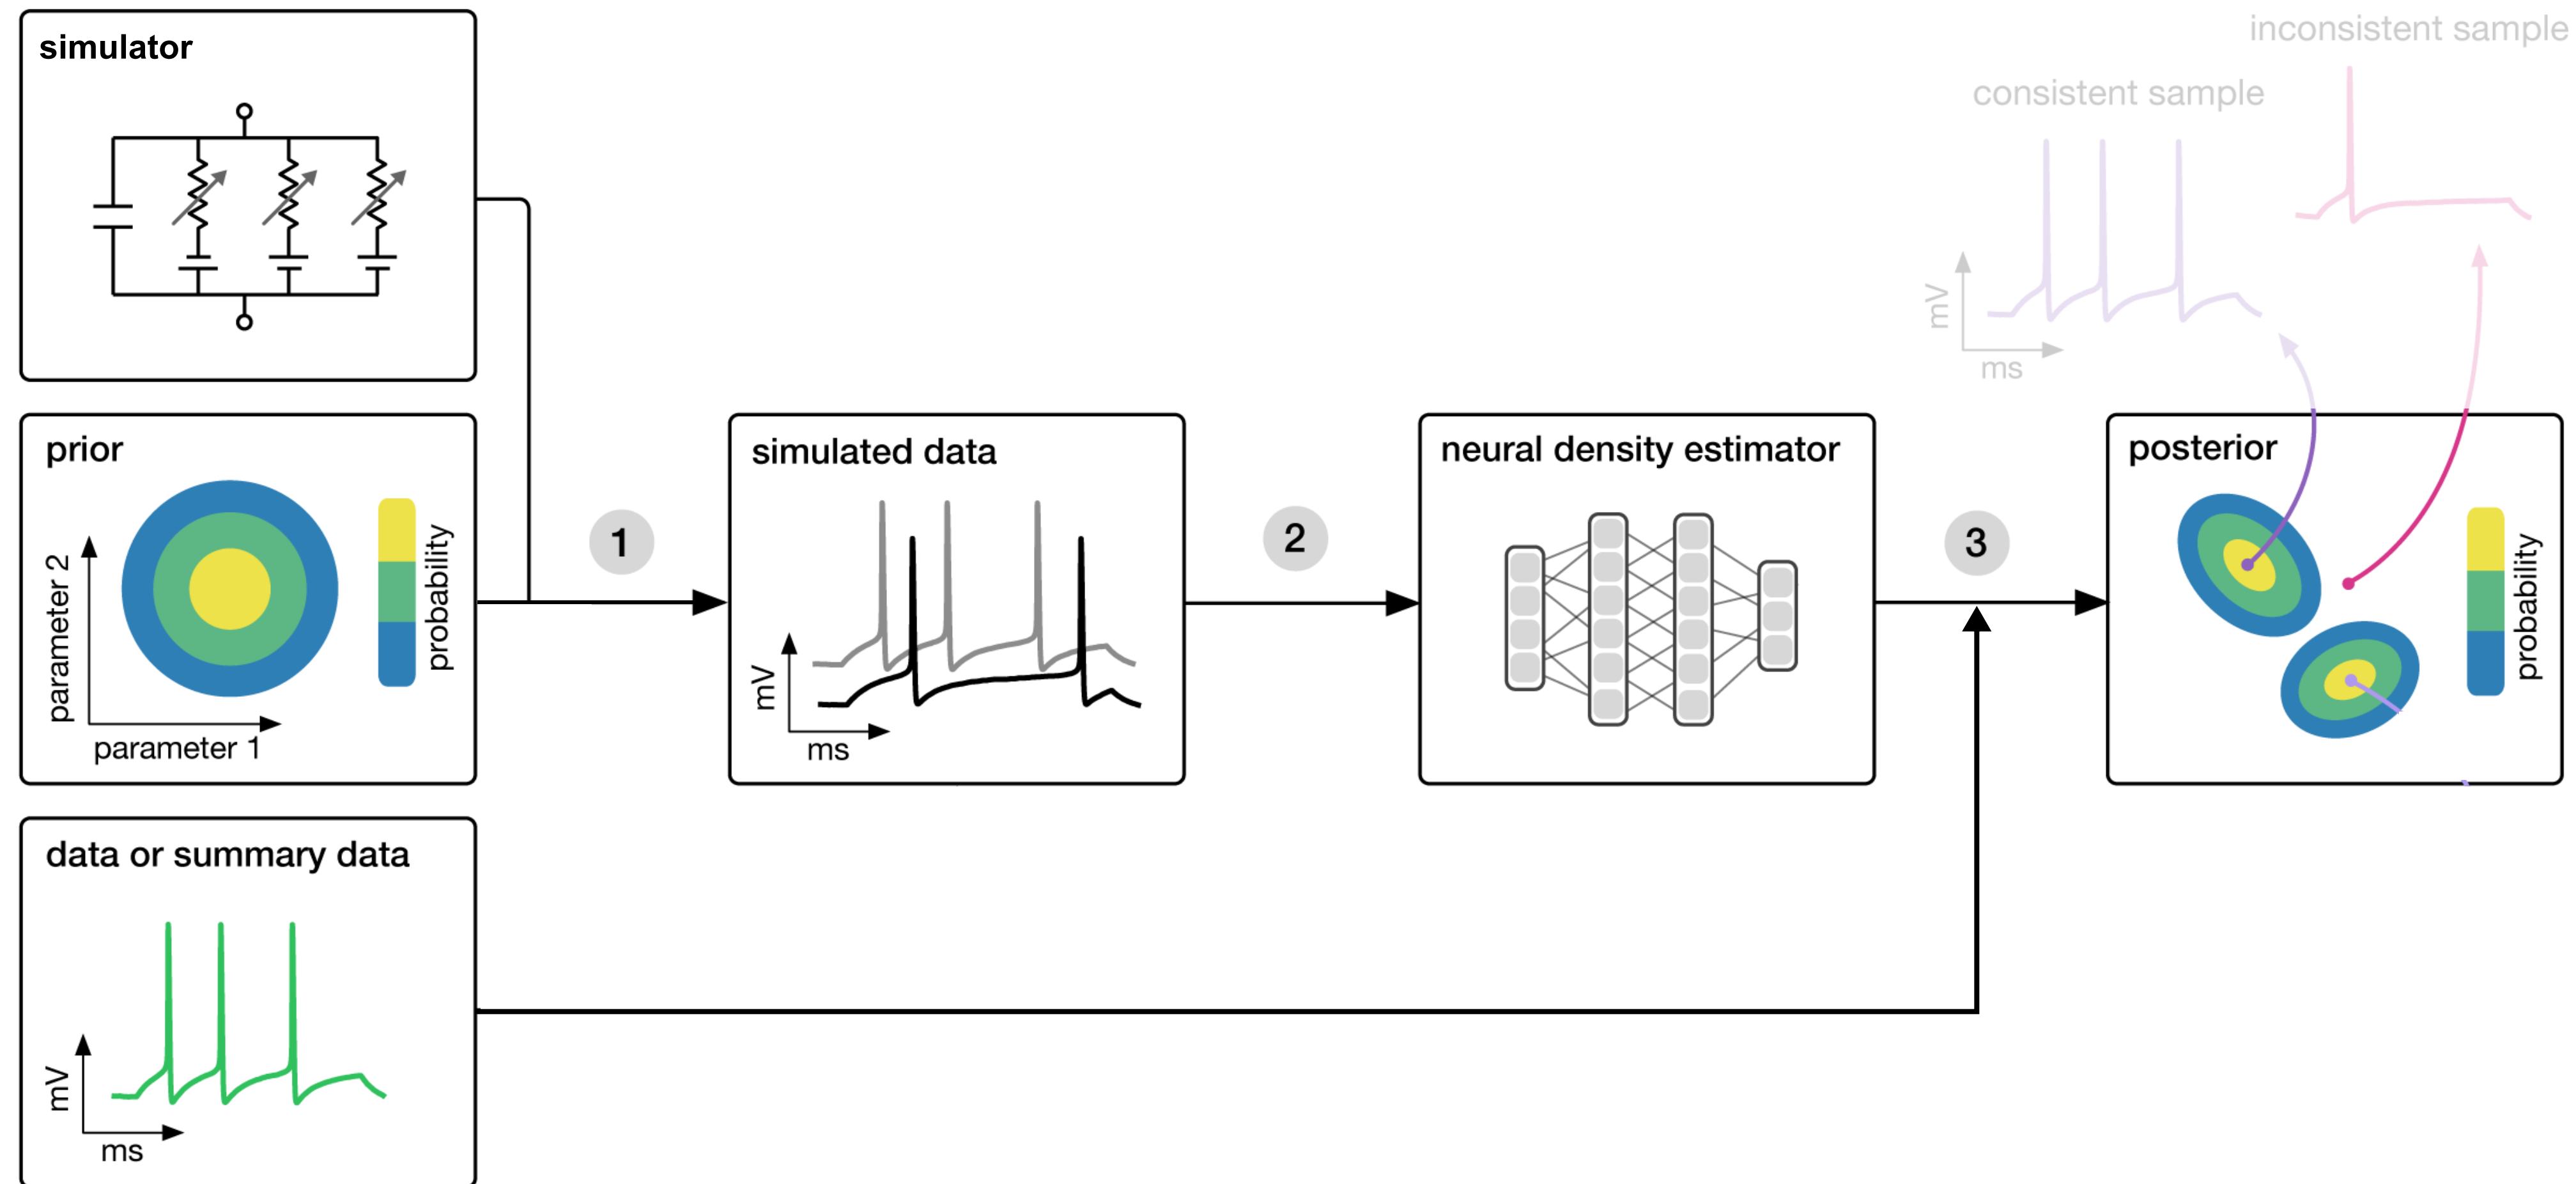 simulator
inconsistent sample
consistent sample
mV
ms
prior
parameter 2
parameter 1
probability
1
simulated data
mV
ms
2
neural density estimator
3
posterior
probability
data or summary data
mV
ms